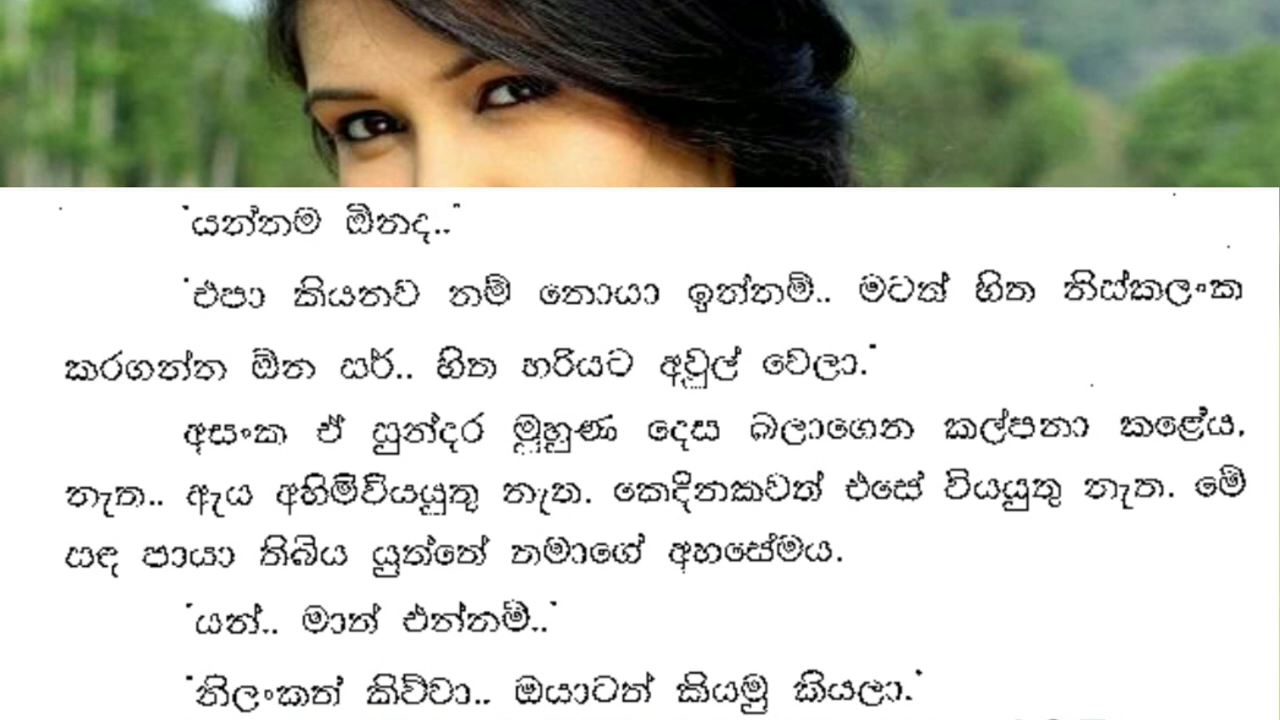 "යන්නම ඕනද.."
"එපා කියනව නම් නොයා ඉන්නම්.. මටත් හිත නිස්කලංක
කරගන්න ඕන සර්.. හිත හරියට අවුල් වෙලා."
අසංක ඒ සුන්දර මුහුණ දෙස බලාගෙන කල්පනා කළේය.
නැත.. ඇය අහිමිවියයුතු නැත. කෙදිනකවත් එසේ වියයුතු නැත. මේ
සඳ පායා තිබිය යුත්තේ තමාගේ අහසේමය.
"යන්.. මාත් එන්නම්.."
"නිලංකත් කිව්වා.. ඔයාටත් කියමු කියලා."